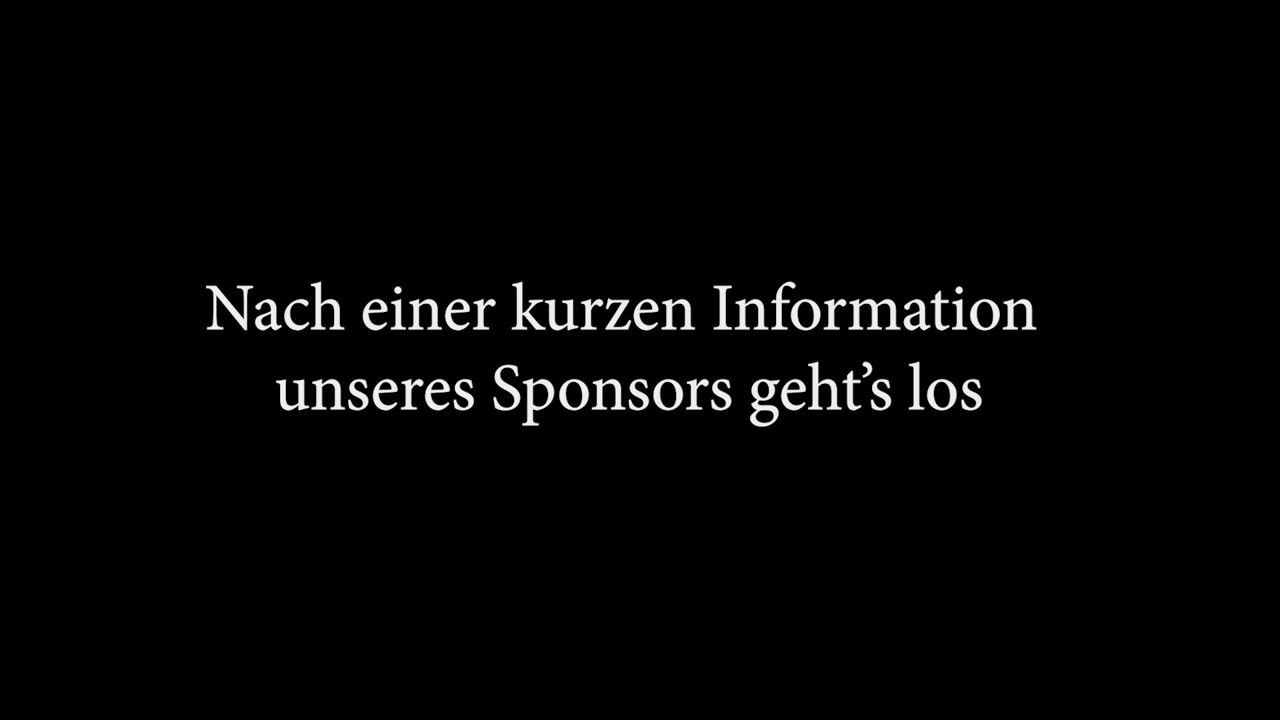 Nach einer kurzen Information
unseres Sponsors geht’s los